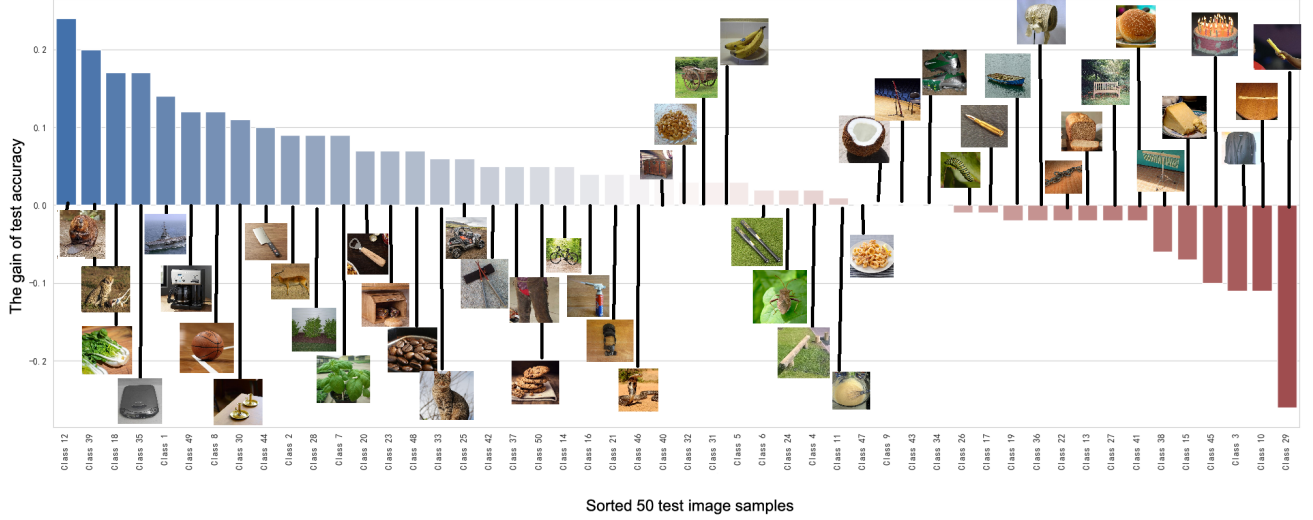 The gain of test accuracy
0.2
0.1
0.0
−0.1
−0.2
Class 12
Class 39
Class 18
Class 35
Class 1
Class 49
Class 8
Class 30
Class 44
Class 2
Class 28
Class 7
Class 20
Class 23
Class 48
Class 33
Class 25
Class 42
Class 37
Class 50
Class 14
Class 16
Class 21
Class 46
Class 40
Class 32
Class 31
Class 5
Class 6
Class 24
Class 4
Class 11
Class 47
Class 9
Class 43
Class 34
Class 26
Class 17
Class 19
Class 36
Class 22
Class 13
Class 27
Class 41
Class 38
Class 15
Class 45
Class 3
Class 10
Class 29
Sorted 50 test image samples